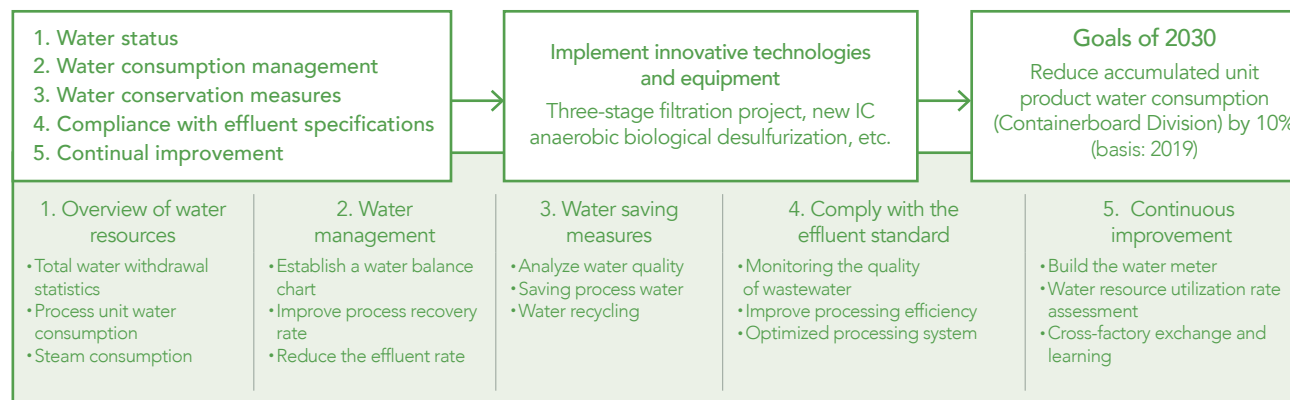 1. Water status
2. Water consumption management
3. Water conservation measures
4. Compliance with effluent specifications
5. Continual improvement
Implement innovative technologies
and equipment
Three-stage filtration project, new IC
anaerobic biological desulfurization, etc.
Goals of 2030
Reduce accumulated unit
product water consumption
(Containerboard Division) by 10%
(basis: 2019)
1. Overview of water
resources
•Total water withdrawal
statistics
•Process unit water
consumption
•Steam consumption
2. Water
management
•Establish a water balance
chart
•Improve process recovery
rate
•Reduce the effluent rate
3. Water saving
measures
•Analyze water quality
•Saving process water
•Water recycling
4. Comply with the
effluent standard
•Monitoring the quality
of wastewater
•Improve processing efficiency
•Optimized processing system
5. Continuous
improvement
•Build the water meter
•Water resource utilization rate
assessment
•Cross-factory exchange and
learning